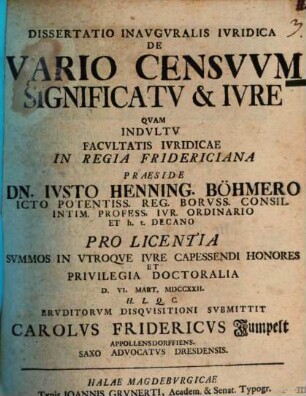 3.
DISSERTATIO INAVGVRALIS IVRIDICA
DE
VARIO CENSVVM
SIGNIFICATV & IVRE
QVAM
INDVLTV
FACVLTATIS IVRIDICAE
IN REGIA FRIDERICIANA
PRAESIDE
DN. IVSTO HENNING. BÖHMERO
ICTO POTENTISS. REG. BORVSS. CONSIL.
INTIM. PROFESS. IVR. ORDINARIO
ET h. t. DECANO
PRO LICENTIA
SVMMOS IN VTROQVE IVRE CAPESSENDI HONORES
ET
PRIVILEGIA DOCTORALIA
D. VI. MART. MDCCXXII.
H. L. Q. C.
ERVDITORVM DISQVISITIONI SVBMITTIT
CAROLVS FRIDERICVS Jumpelt
APPOLLENSDORFFIENS.
SAXO ADVOCATVS DRESDENSIS.
HALAE MAGDEBVRGICAE
Typis IOANNIS GRVNERTI, Academ. & Senat. Typogr.